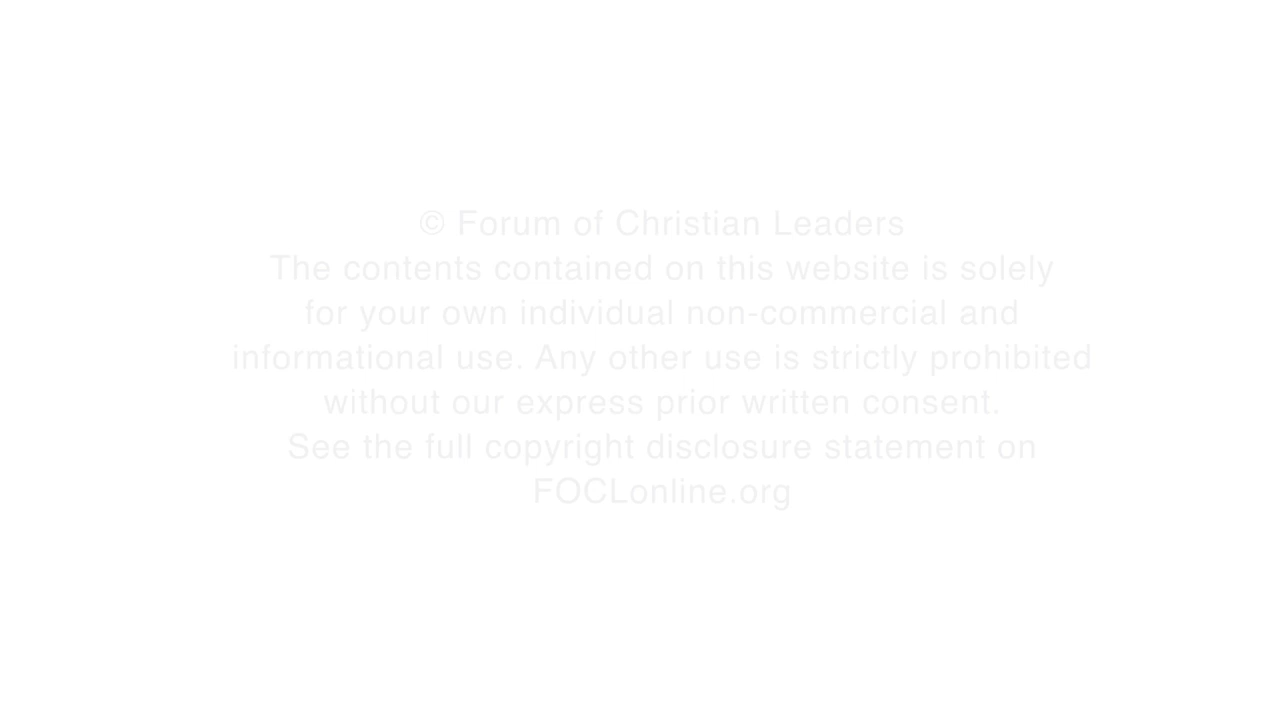 © Forum of Christian Leaders
The contents contained on this website is solely
for your own individual non-commercial and
informational use. Any other use is strictly prohibited
without our express prior written consent.
See the full copyright disclosure statement on
FOCLonline.org